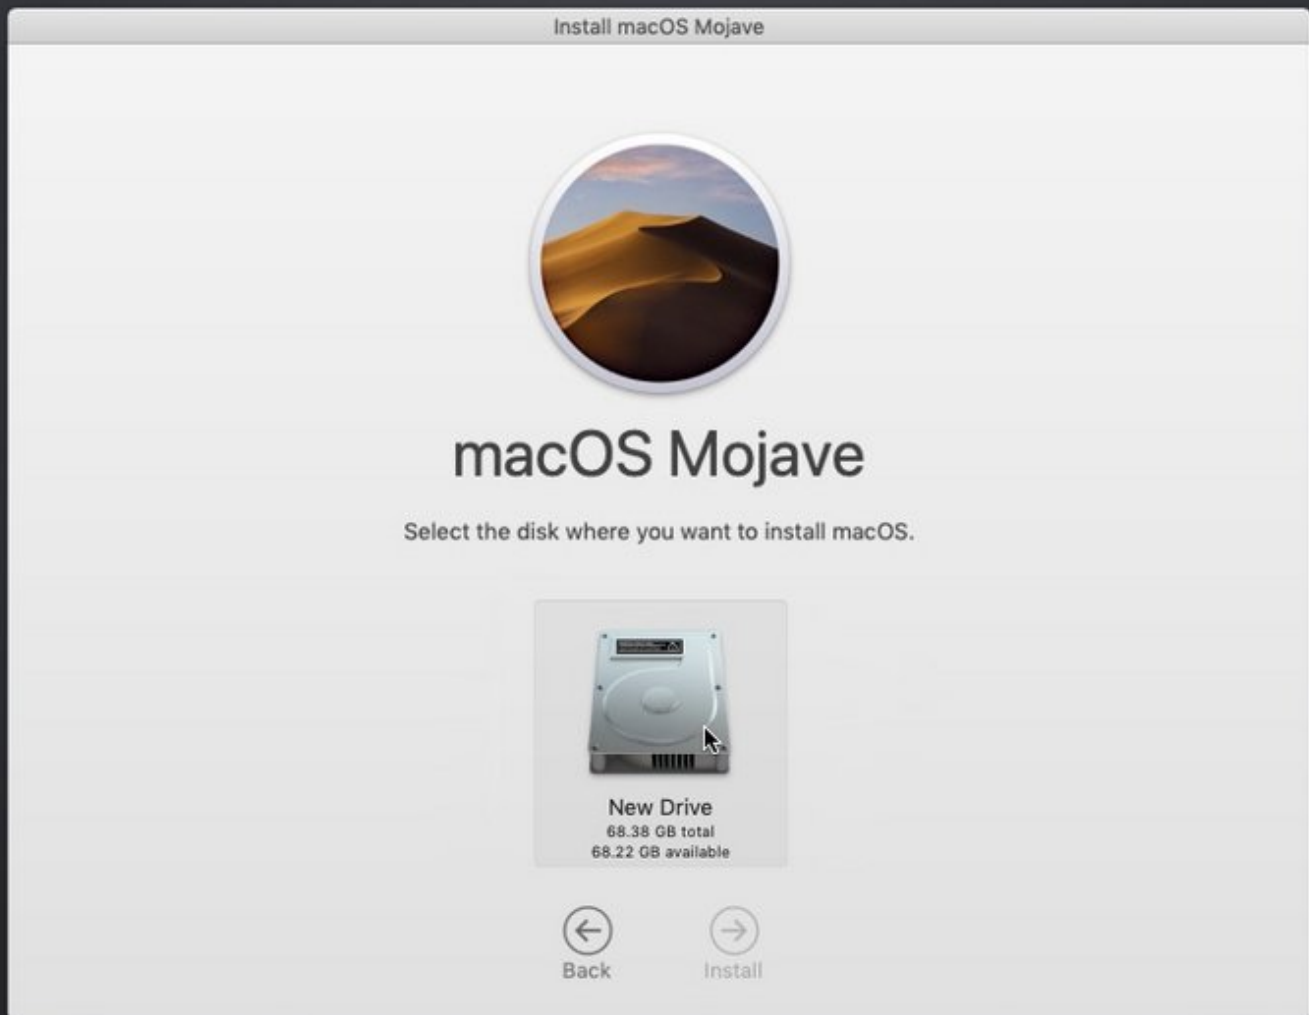 Install macOS Mojave
macOS Mojave
Select the disk where you want to install macOS.
New Drive
68.38 GB total
68.22 GB available
Back
Install